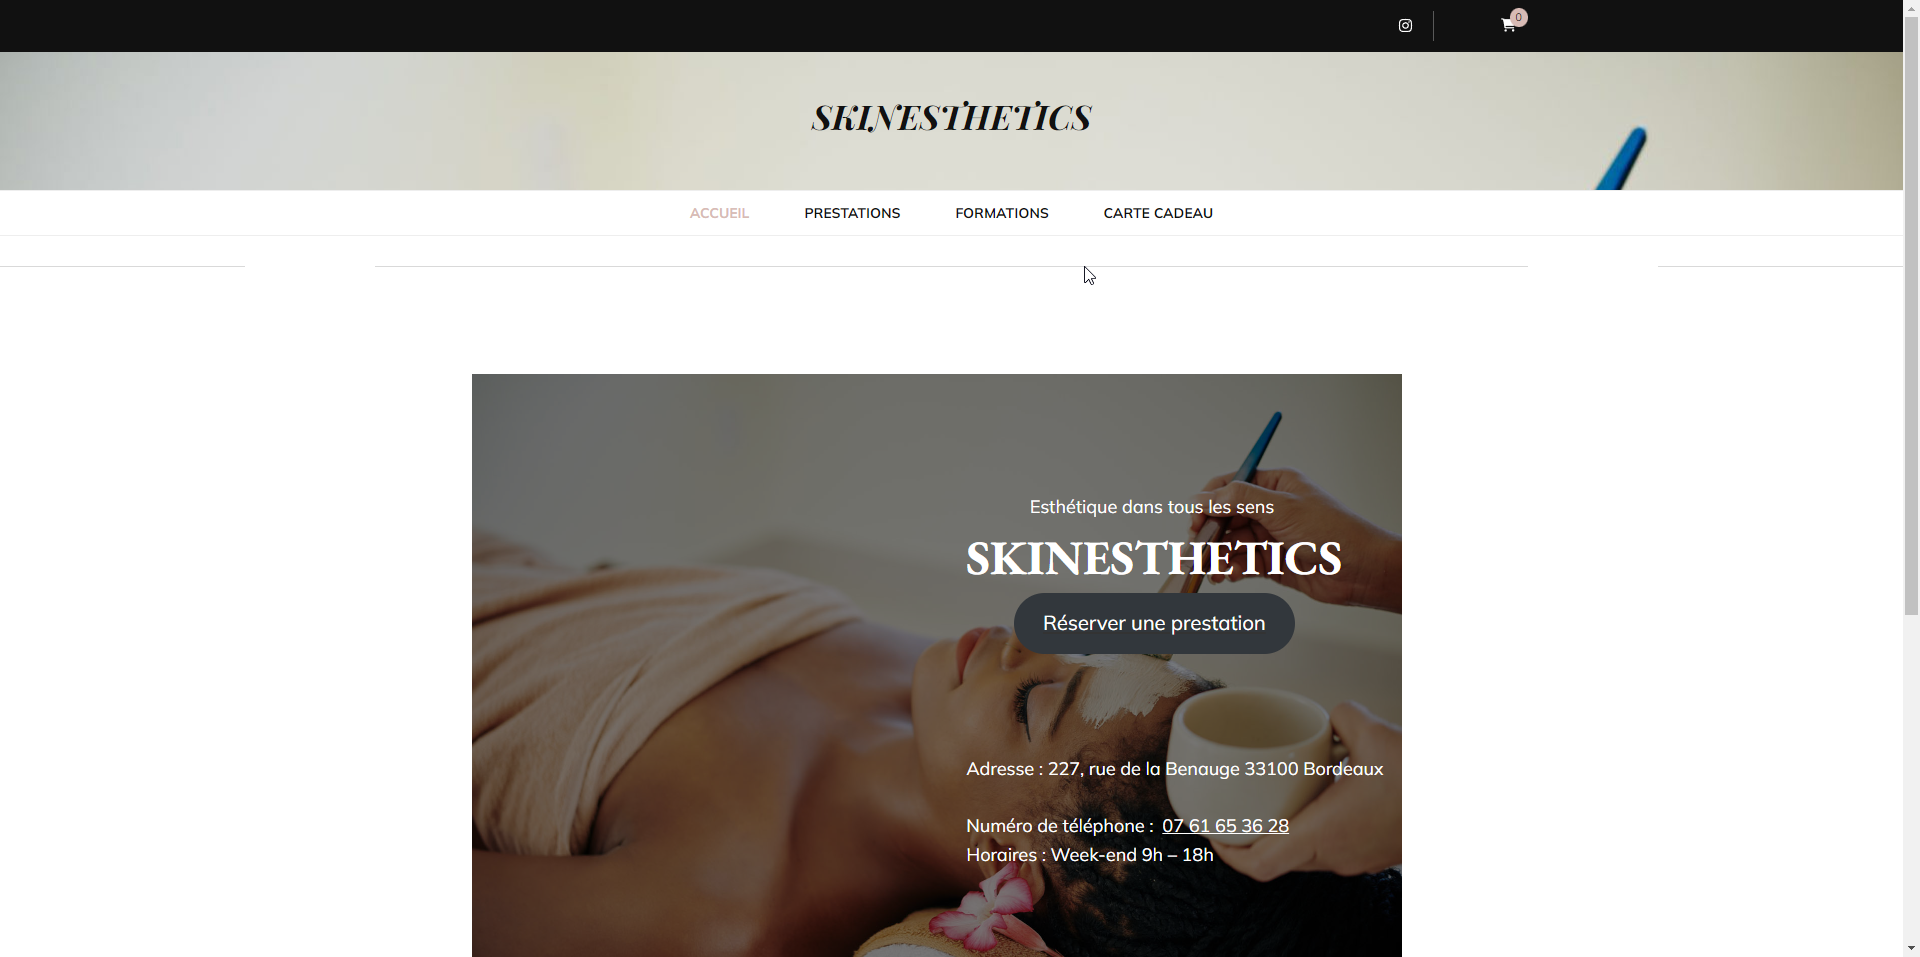 0
SKINESTHETICS
ACCUEIL PRESTATIONS FORMATIONS CARTE CADEAU
Esthétique dans tous les sens
SKINESTHETICS
Réserver une prestation
Adresse : 227, rue de la Benauge 33100 Bordeaux
Numéro de téléphone : 07 61 65 36 28
Horaires : Week-end 9h – 18h